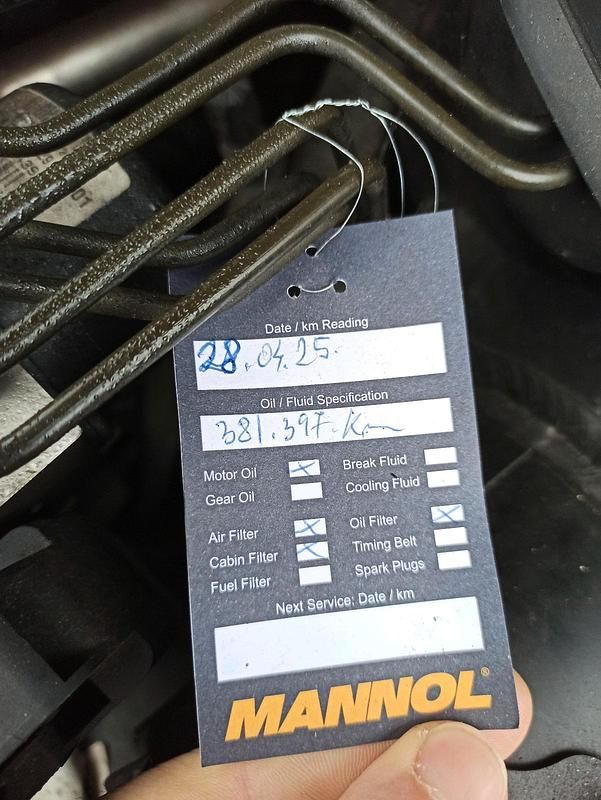 Date / km Reading
28.04.25.
Oil / Fluid Specification
381.397 Km
Motor Oil
Break Fluid
Gear Oil
Cooling Fluid
Air Filter
Oil Filter
Cabin Filter
Timing Belt
Fuel Filter
Spark Plugs
Next Service: Date / km
MANNOL®